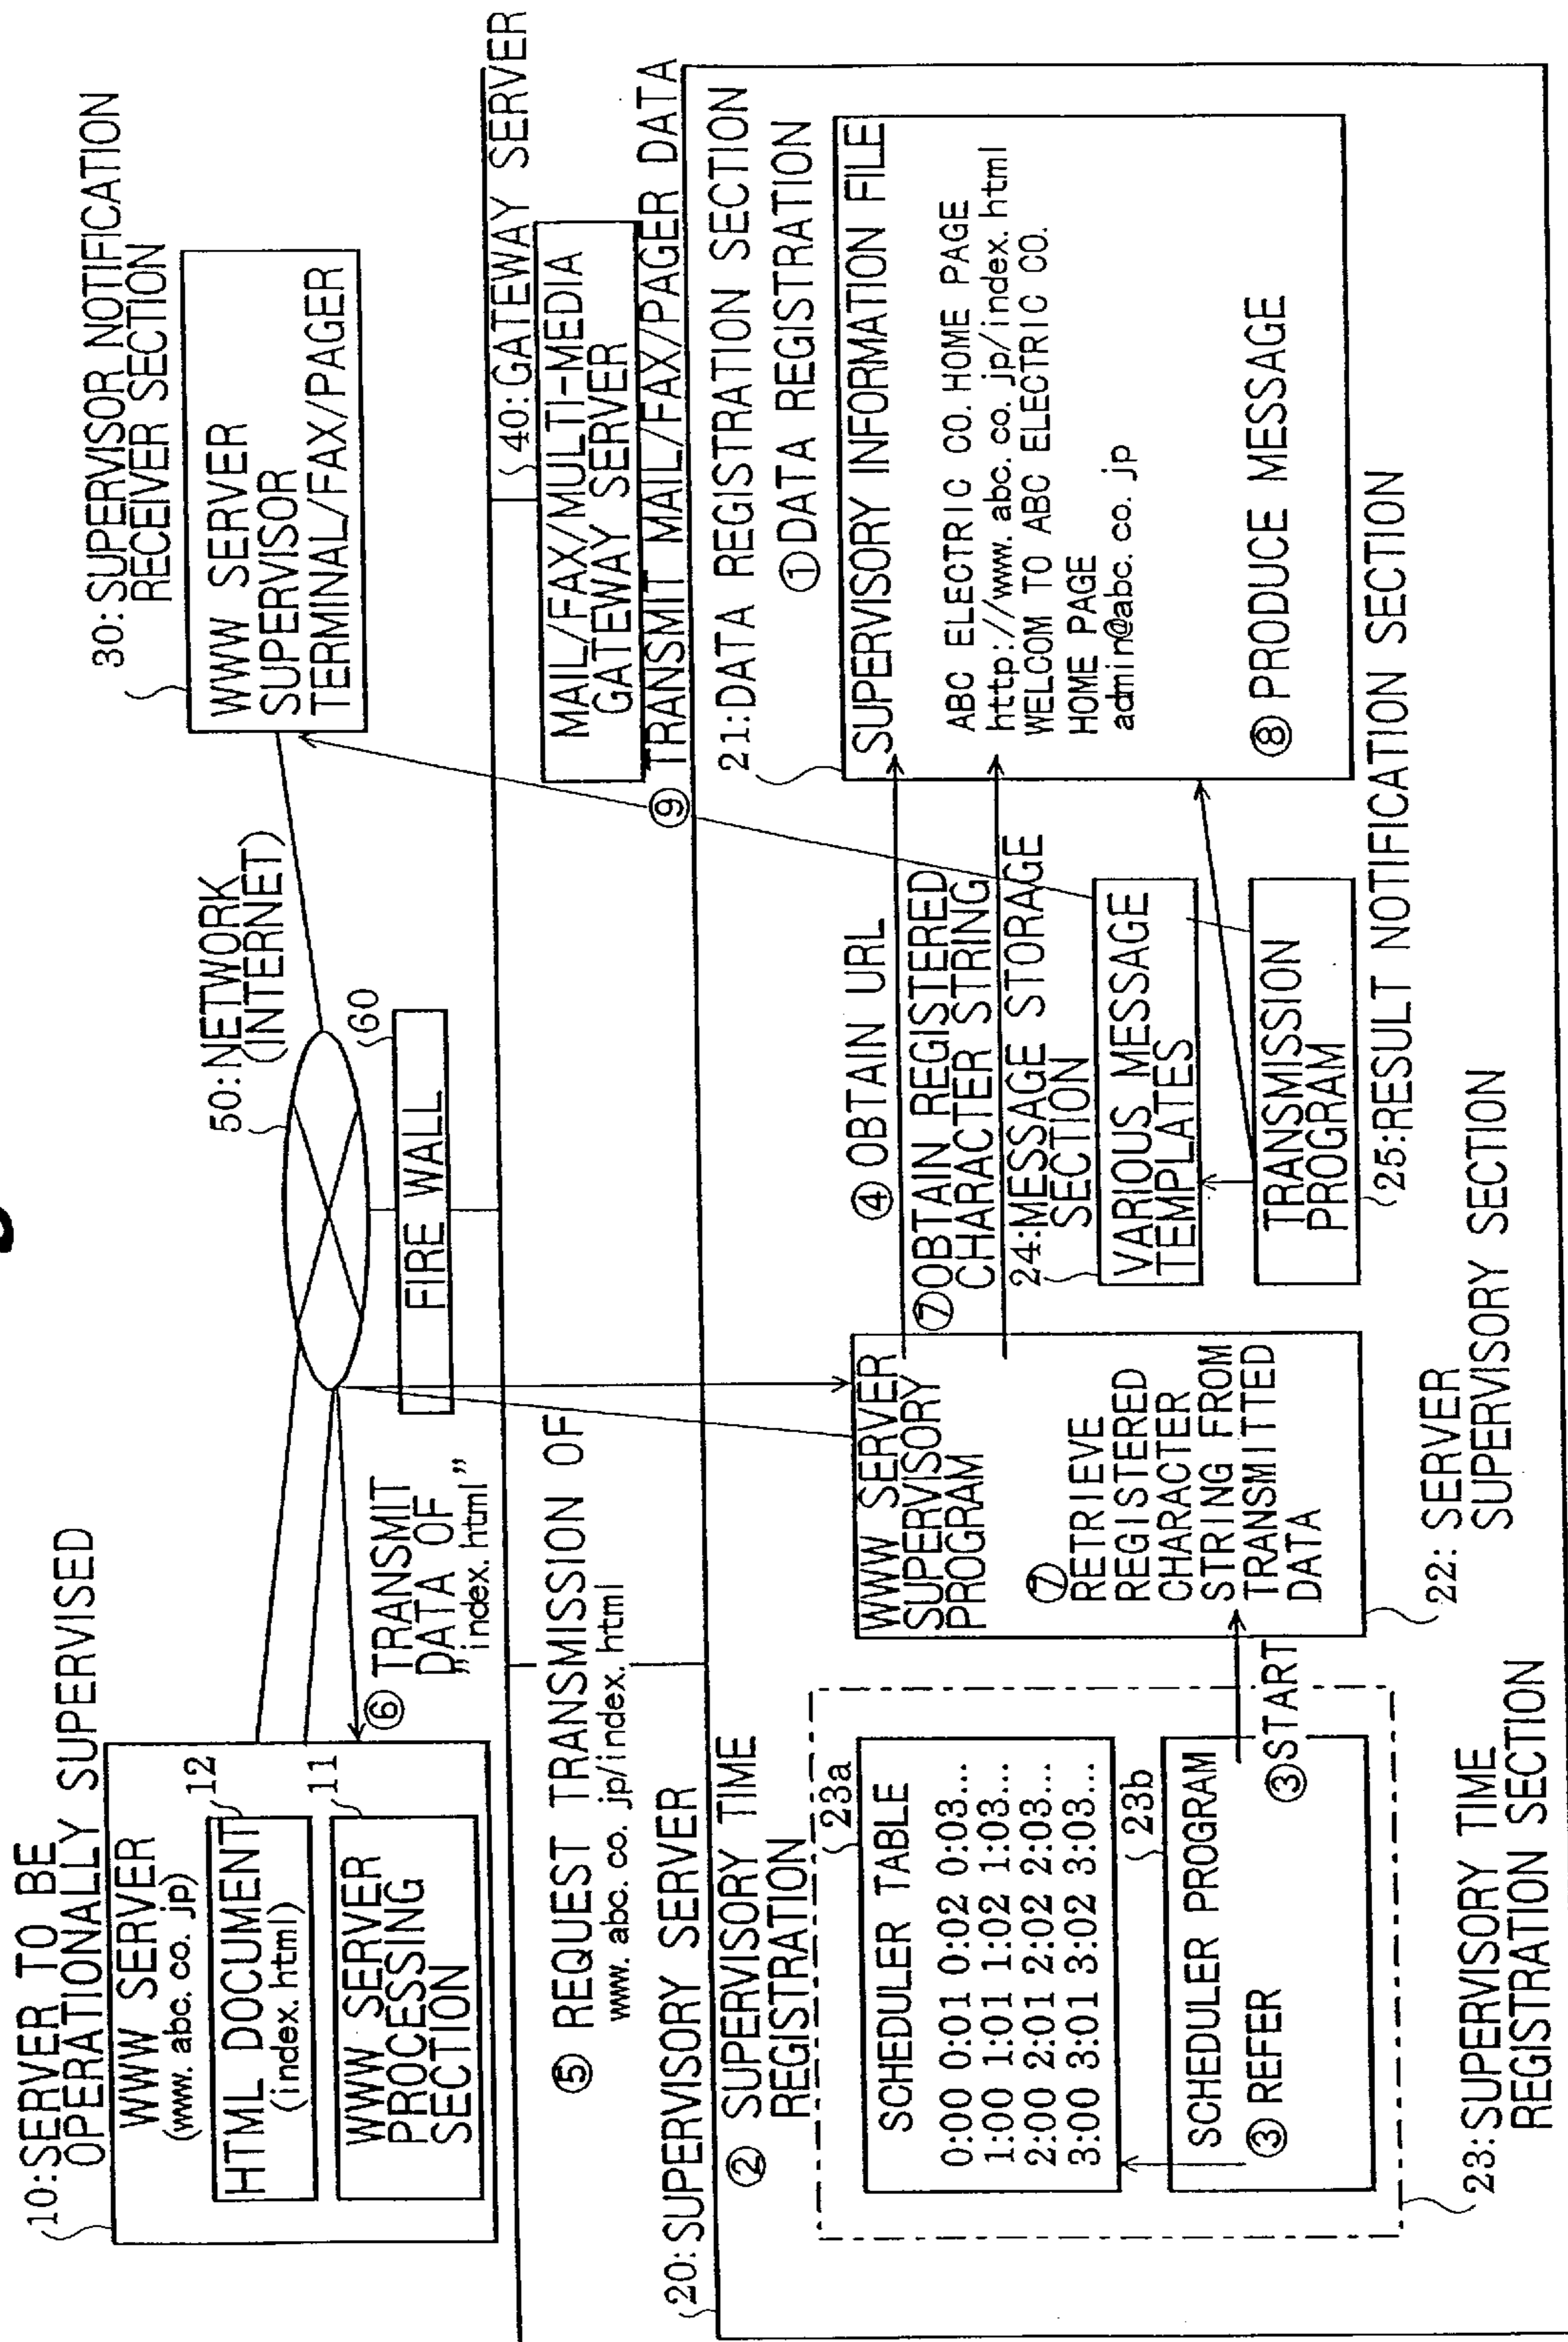 10:SERVER TO BE
OPERATIONALLY SUPERVISED
WWW SERVER
(www. abc. co. jp)
12
HTML DOCUMENT
(index. html)
11
WWW SERVER
PROCESSING
SECTION
⑥ TRANSMIT
DATA OF
„index. html”
50:NETWORK
(INTERNET)
60
FIRE WALL
30:SUPERVISOR NOTIFICATION
RECEIVER SECTION
WWW SERVER
SUPERVISOR
TERMINAL/FAX/PAGER
40:GATEWAY SERVER
MAIL/FAX/MULTI-MEDIA
GATEWAY SERVER
⑨ TRANSMIT MAIL/FAX/PAGER DATA
⑤ REQUEST TRANSMISSION OF
www. abc. co. jp/index. html
20:SUPERVISORY SERVER
② SUPERVISORY TIME
REGISTRATION
23a
SCHEDULER TABLE
0:00 0:01 0:02 0:03...
1:00 1:01 1:02 1:03...
2:00 2:01 2:02 2:03...
3:00 3:01 3:02 3:03...
23b
SCHEDULER PROGRAM
③ REFER
③START
23:SUPERVISORY TIME
REGISTRATION SECTION
WWW SERVER
SUPERVISORY
PROGRAM
⑦
RETRIEVE
REGISTERED
CHARACTER
STRING FROM
TRANSMITTED
DATA
22: SERVER
SUPERVISORY SECTION
④ OBTAIN URL
⑦OBTAIN REGISTERED
CHARACTER STRING
24:MESSAGE STORAGE
SECTION
VARIOUS MESSAGE
TEMPLATES
TRANSMISSION
PROGRAM
25:RESULT NOTIFICATION SECTION
21:DATA REGISTRATION SECTION
①DATA REGISTRATION
SUPERVISORY INFORMATION FILE
ABC ELECTRIC CO. HOME PAGE
http: //www. abc. co. jp/index. html
WELCOM TO ABC ELECTRIC CO.
HOME PAGE
admin@abc. co. jp
⑧PRODUCE MESSAGE